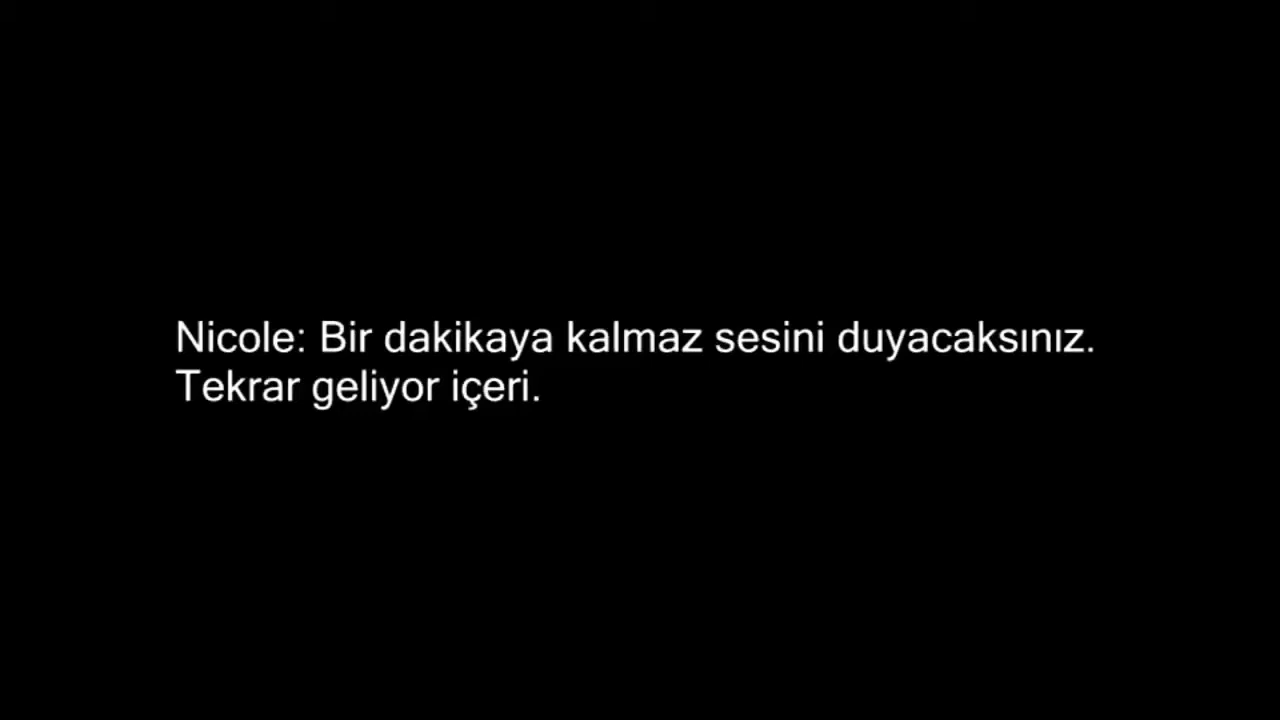 Nicole: Bir dakikaya kalmaz sesini duyacaksınız.
Tekrar geliyor içeri.